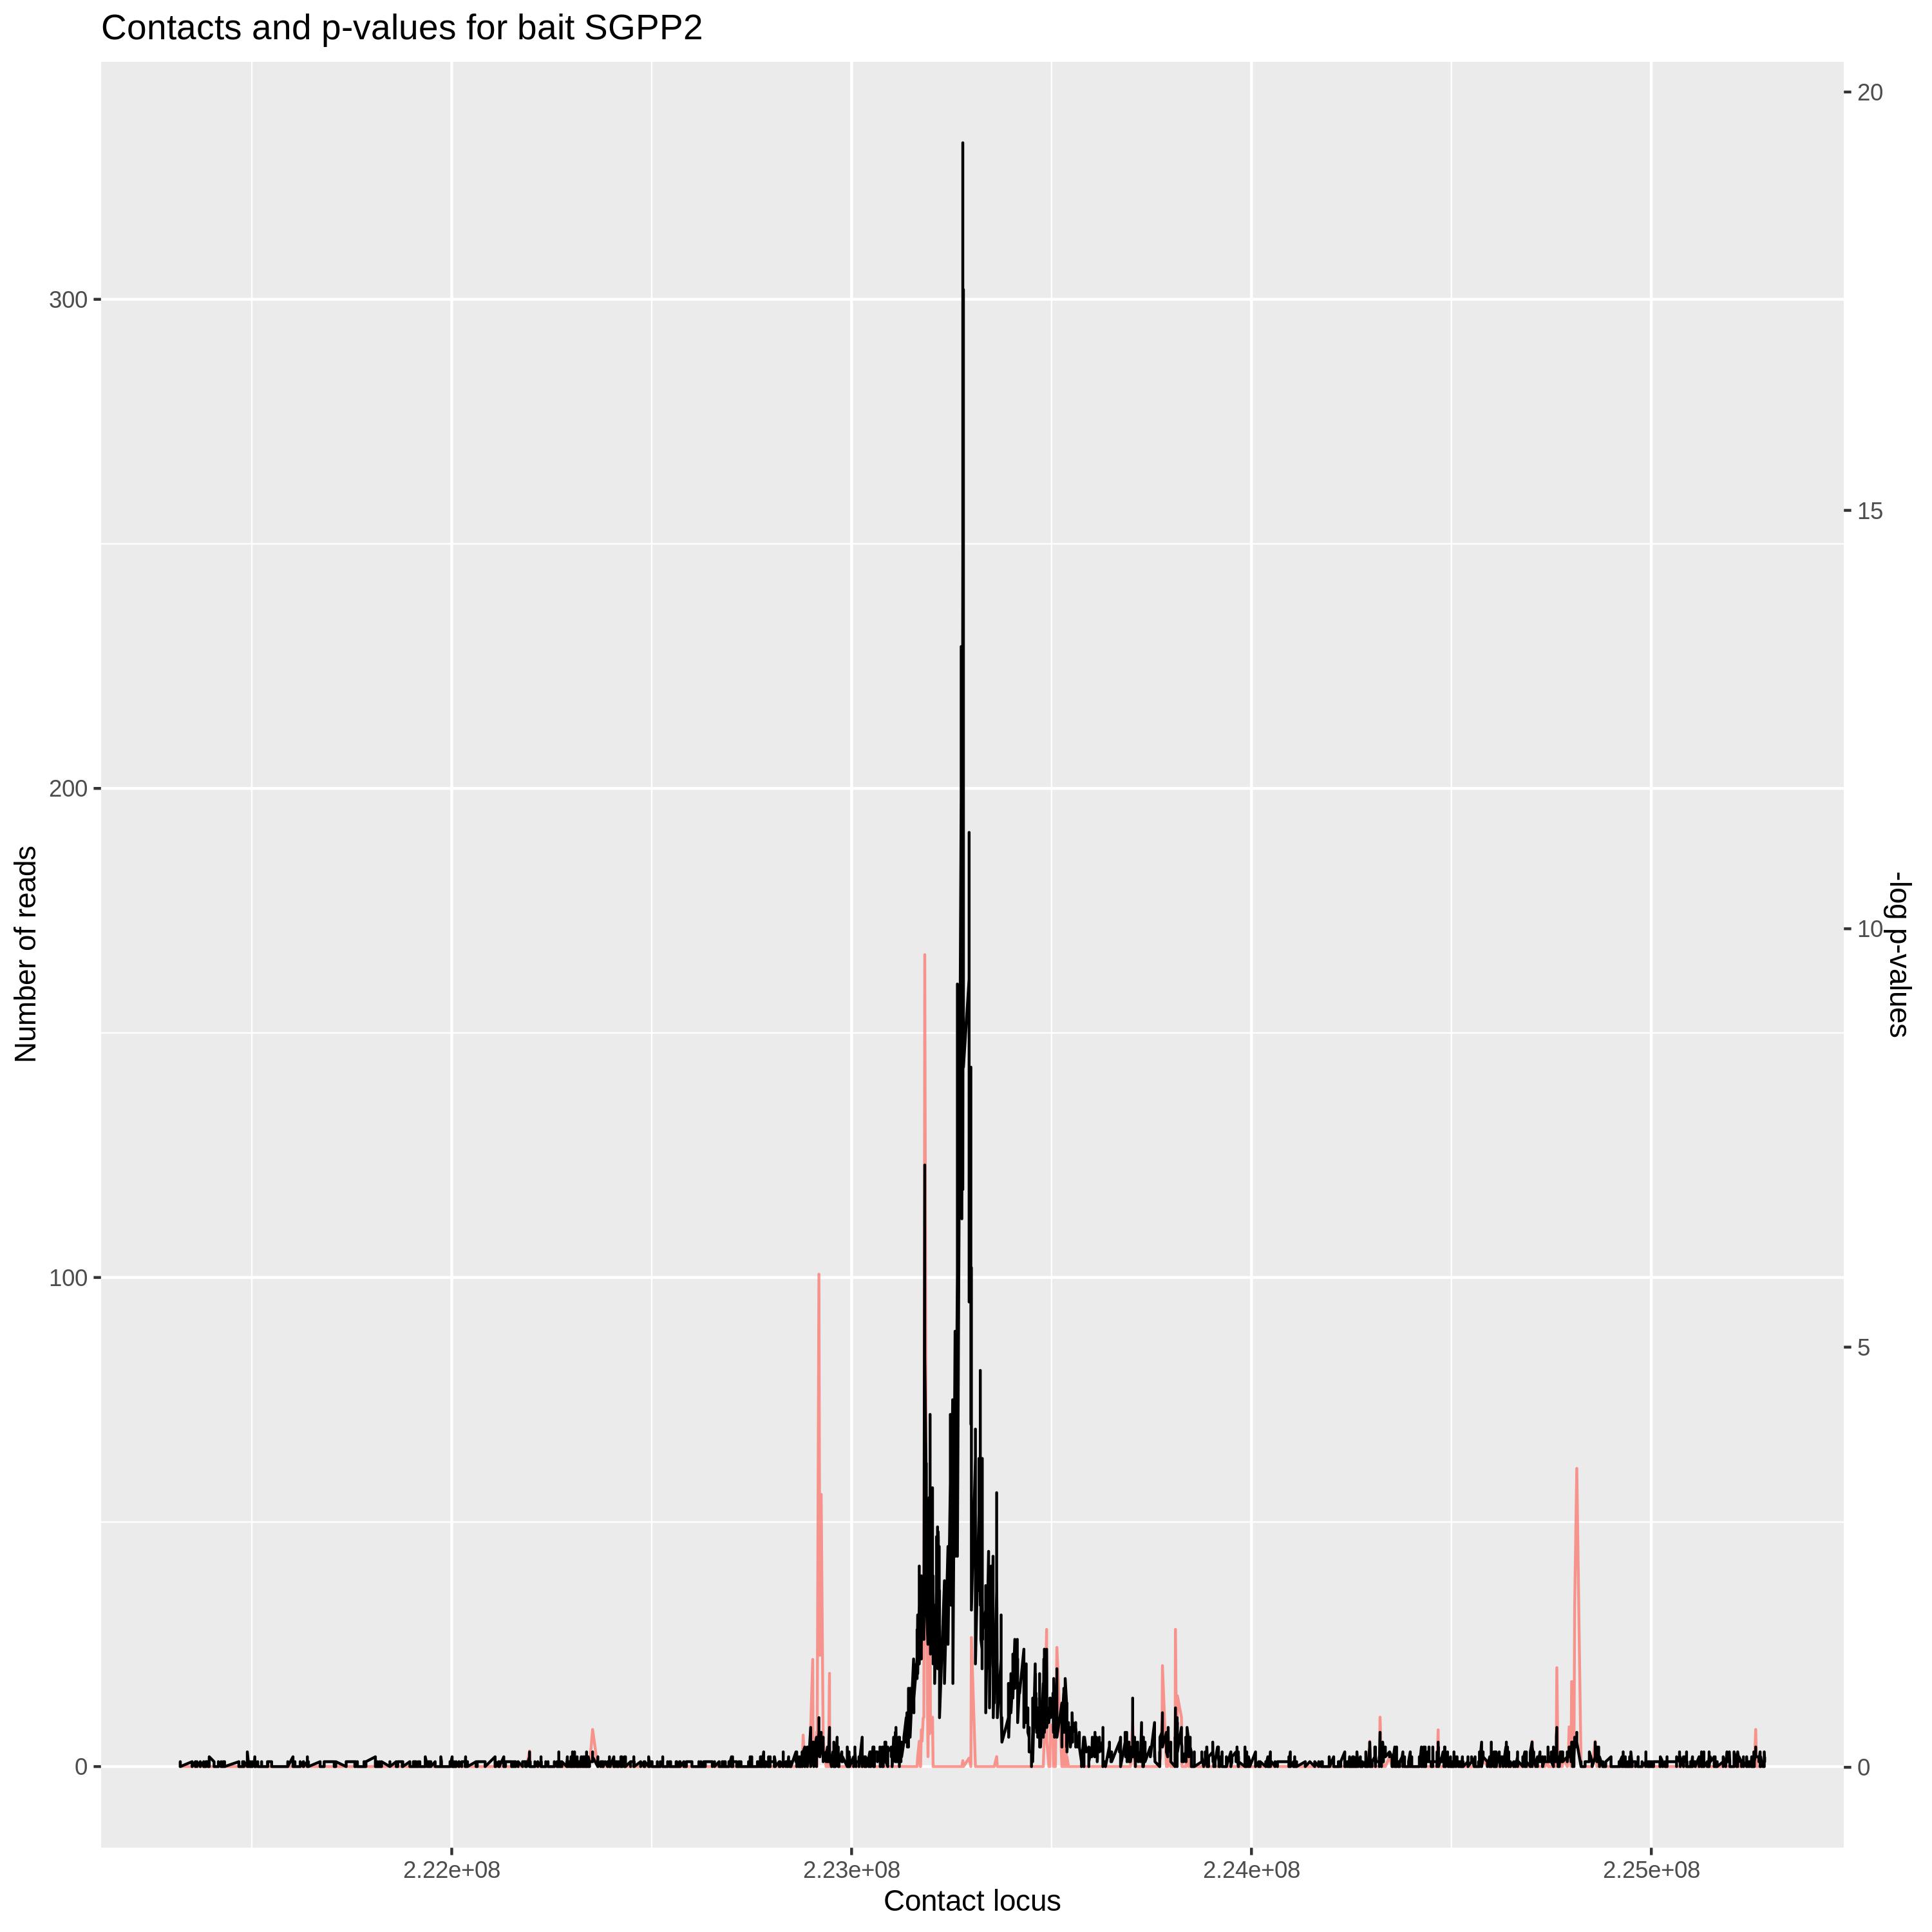 Contacts and p-values for bait SGPP2
300
200
100
0
Number of reads
20
15
10
5
0
-log p-values
2.22e+08
2.23e+08
2.24e+08
2.25e+08
Contact locus